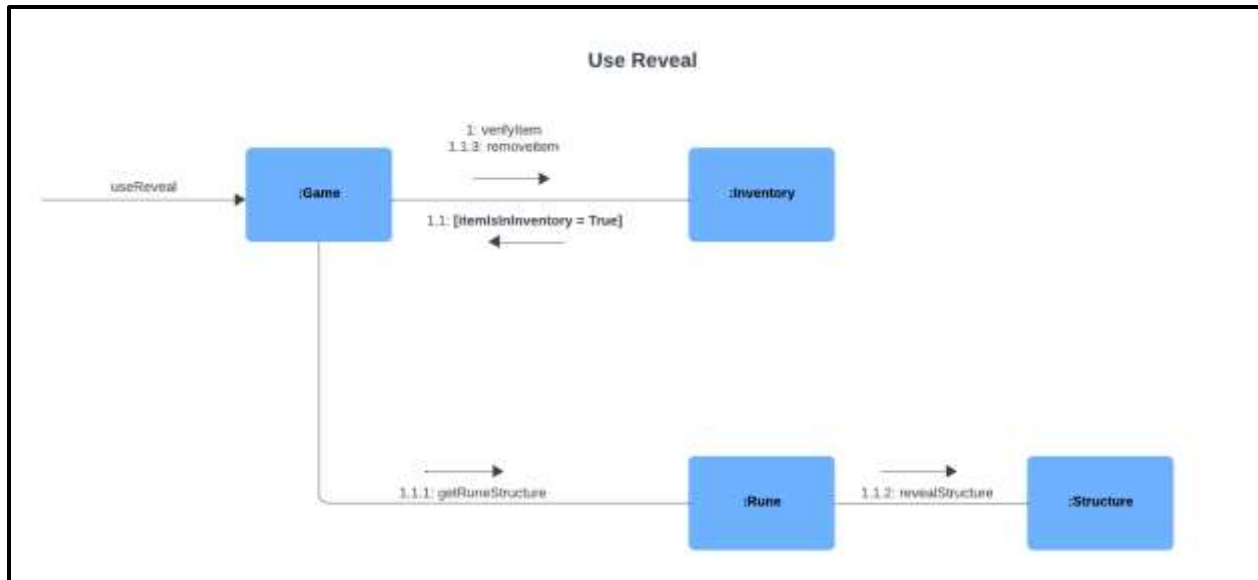 Use Reveal
1: verifyItem
1.1.3: removeItem
useReveal
:Game
:Inventory
1.1: [itemIsInInventory = True]
1.1.1: getRuneStructure
:Rune
1.1.2: revealStructure
:Structure